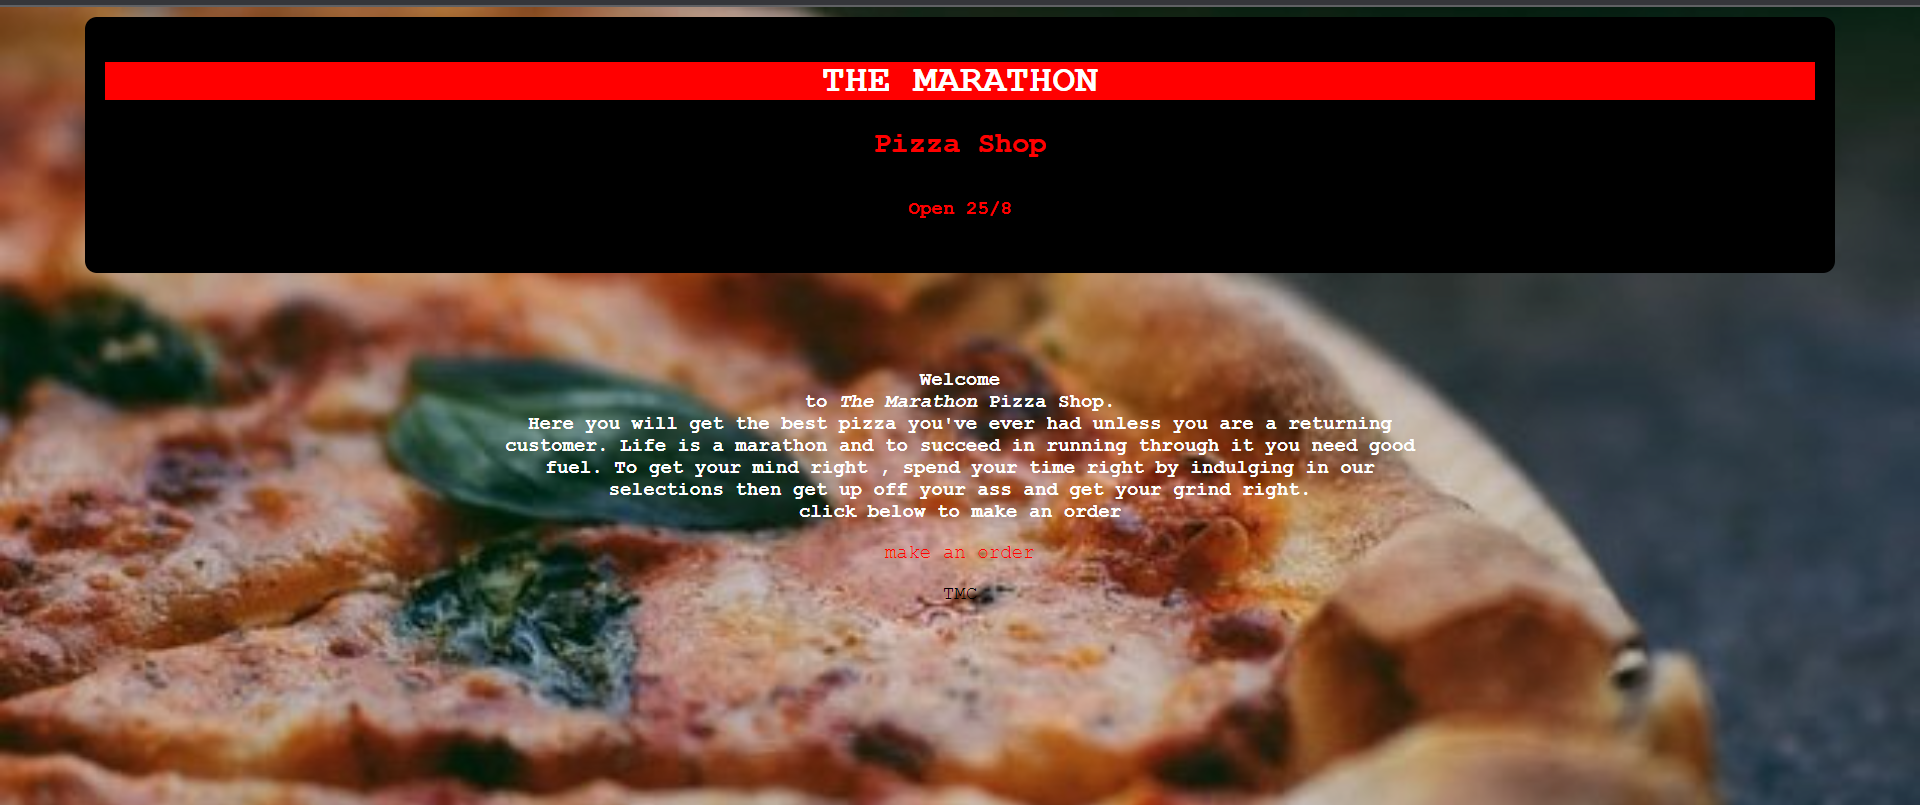 THE MARATHON
Pizza Shop
Open 25/8
Welcome
to The Marathon Pizza Shop.
Here you will get the best pizza you've ever had unless you are a returning
customer. Life is a marathon and to succeed in running through it you need good
fuel. To get your mind right , spend your time right by indulging in our
selections then get up off your ass and get your grind right.
click below to make an order
make an order
TMC